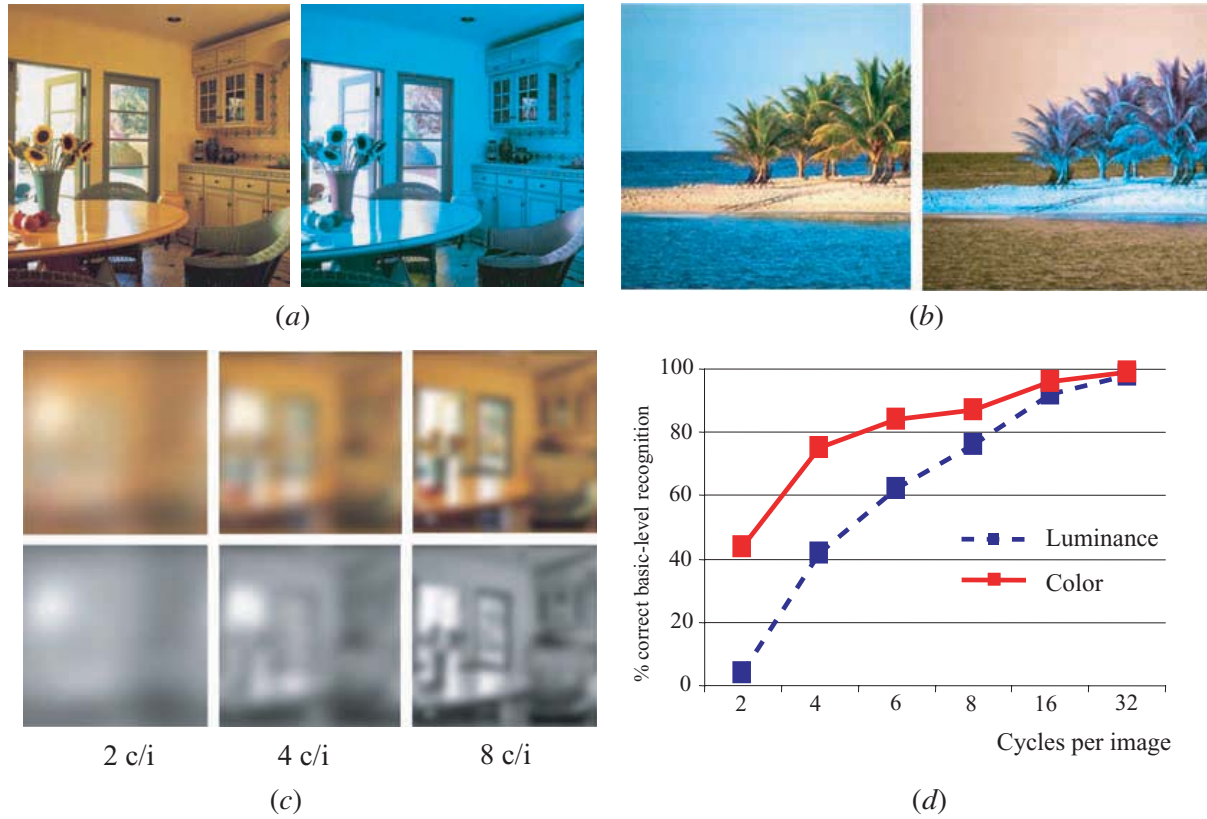 (a)
(b)
2 c/i 4 c/i 8 c/i
(c)
% correct basic-level recognition
100
80
60
40
20
0
2 4 6 8 16 32
Cycles per image
Luminance
Color
(d)